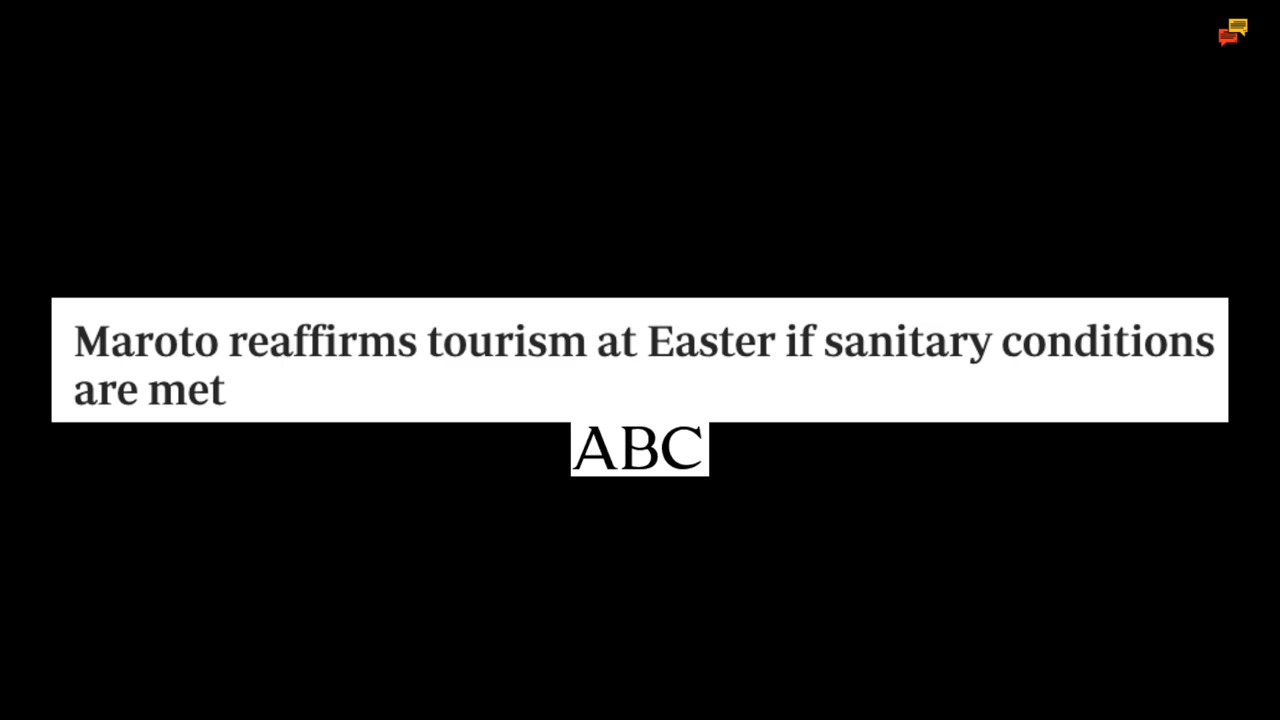 Maroto reaffirms tourism at Easter if sanitary conditions
are met
ABC